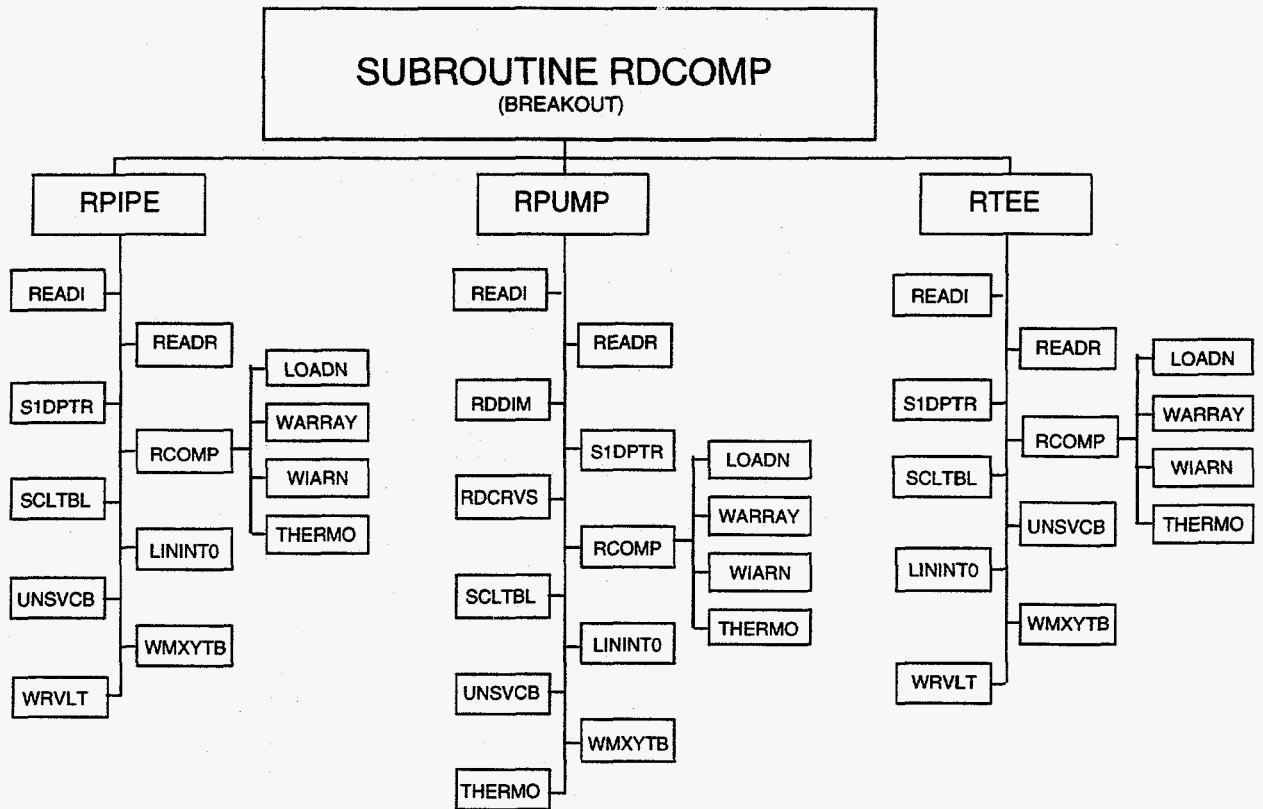 SUBROUTINE RDCOMP
(BREAKOUT)
RPIPE
READI
READR
S1DPTR
RCOMP
LOADN
WARRAY
WIARN
THERMO
SCLTBL
LININT0
UNSVCB
WMXYTB
WRVLT
RPUMP
READI
READR
RDDIM
S1DPTR
RDCRVS
RCOMP
LOADN
WARRAY
WIARN
THERMO
SCLTBL
LININT0
UNSVCB
WMXYTB
THERMO
RTEE
READI
READR
S1DPTR
RCOMP
LOADN
WARRAY
WIARN
THERMO
SCLTBL
UNSVCB
LININT0
WMXYTB
WRVLT